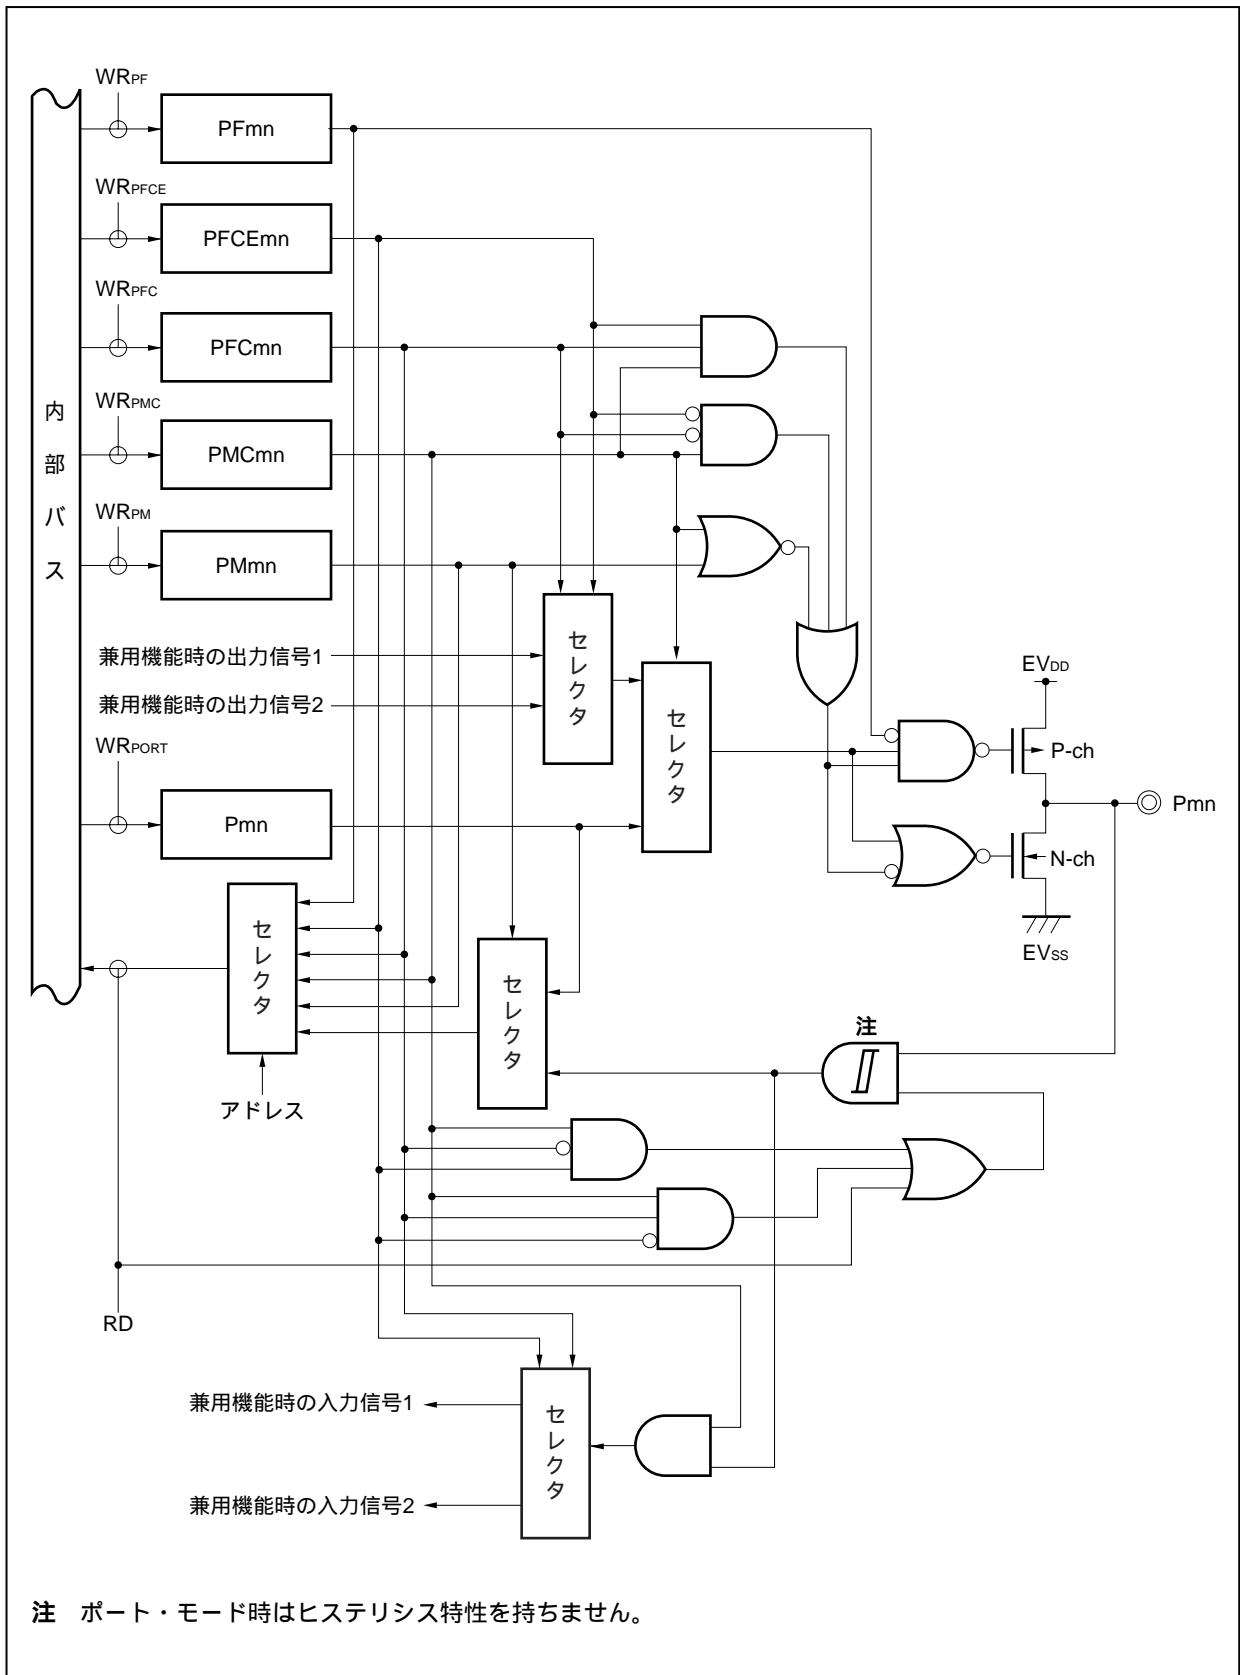 WRPF
PFmn
WRPFCE
PFCEmn
WRPFC
PFCmn
内部バス
WRPMC
PMCmn
WRPM
PMmn
兼用機能時の出力信号1
兼用機能時の出力信号2
セレクタ
セレクタ
EVDD
P-ch
WRPORT
Pmn
Pmn
N-ch
EVSS
セレクタ
セレクタ
注
アドレス
RD
兼用機能時の入力信号1
セレクタ
兼用機能時の入力信号2
注 ポート・モード時はヒステリシス特性を持ちません。